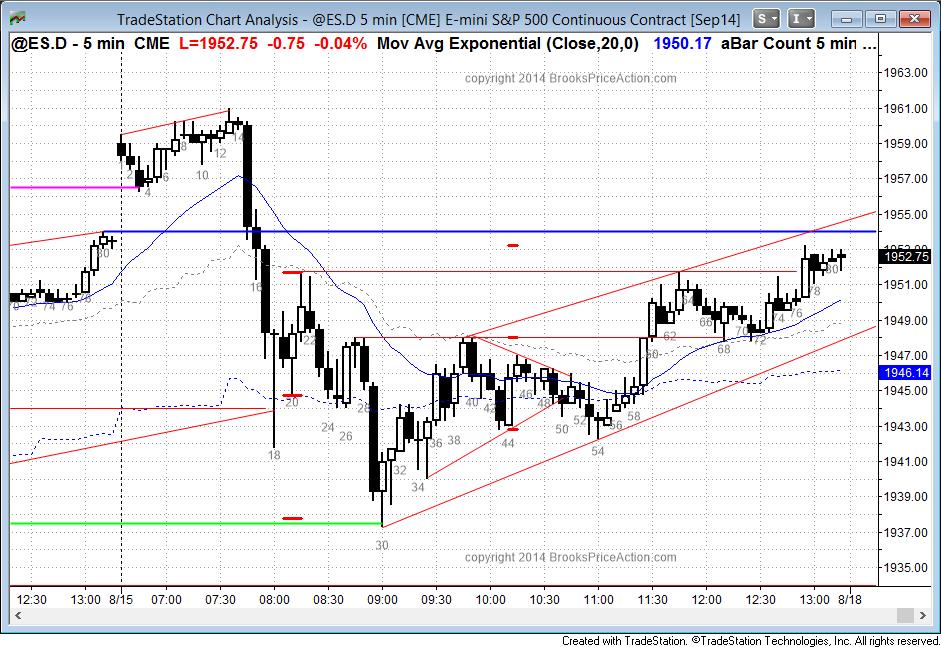 TradeStation Chart Analysis - @ES.D 5 min [CME] E-mini S&P 500 Continuous Contract [Sep14]
S I
@ES.D - 5 min CME L=1952.75 -0.75 -0.04% Mov Avg Exponential (Close,20,0) 1950.17 aBar Count 5 min ...
copyright 2014 BrooksPriceAction.com
1963.00
1961.00
1959.00
1957.00
1955.00
1952.75
1951.00
1949.00
1947.00
1946.14
1945.00
1943.00
1941.00
1939.00
1937.00
1935.00
74 76
80
2 4 6 8 10 12 14
16 18 20 22 24 26 28 30
32 34 36 38 40 42 44 46 48 50 52 54 56 58
60 62 64 66 68 70 72 74 76 78 80
copyright 2014 BrooksPriceAction.com
12:30 13:00 8/15 07:00 07:30 08:00 08:30 09:00 09:30 10:00 10:30 11:00 11:30 12:00 12:30 13:00 8/18
Created with TradeStation. ©TradeStation Technologies, Inc. All rights reserved.